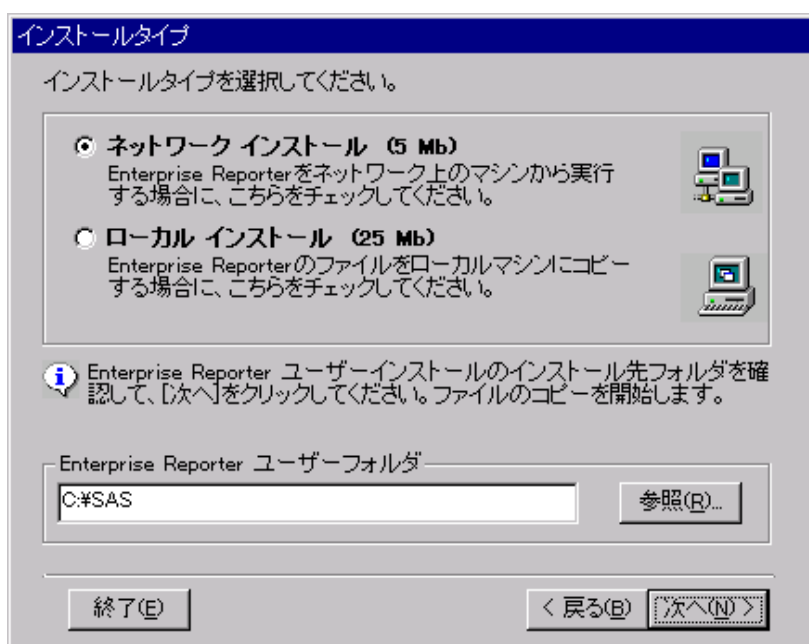 インストールタイプ
インストールタイプを選択してください。
ネットワーク インストール (5 Mb)
Enterprise Reporterをネットワーク上のマシンから実行
する場合に、こちらをチェックしてください。
ローカル インストール (25 Mb)
Enterprise Reporterのファイルをローカルマシンにコピー
する場合に、こちらをチェックしてください。
Enterprise Reporter ユーザーインストールのインストール先フォルダを確
認して、[次へ]をクリックしてください。ファイルのコピーを開始します。
Enterprise Reporter ユーザーフォルダ
C:¥SAS
参照(R)...
終了(E)
< 戻る(B)
次へ(N) >